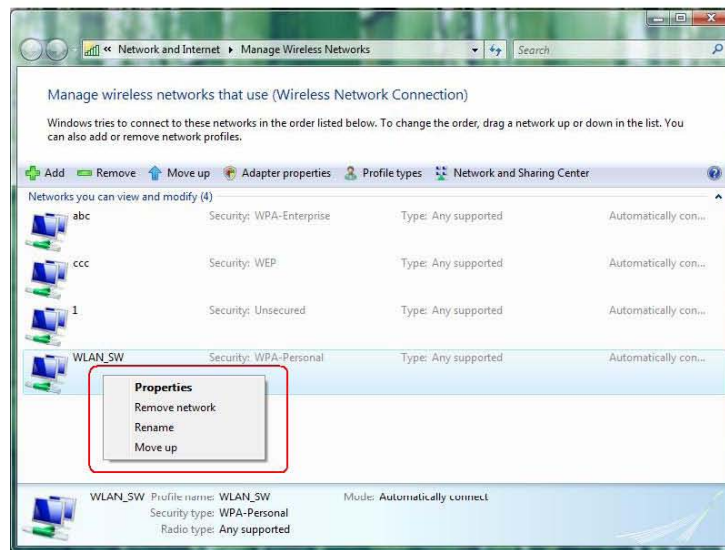 « Network and Internet ▸ Manage Wireless Networks Search
Manage wireless networks that use (Wireless Network Connection)
Windows tries to connect to these networks in the order listed below. To change the order, drag a network up or down in the list. You
can also add or remove network profiles.
Add Remove Move up Adapter properties Profile types Network and Sharing Center
Networks you can view and modify (4)
abc Security: WPA-Enterprise Type: Any supported Automatically con...
ccc Security: WEP Type: Any supported Automatically con...
1 Security: Unsecured Type: Any supported Automatically con...
WLAN_SW Security: WPA-Personal Type: Any supported Automatically con...
Properties
Remove network
Rename
Move up
WLAN_SW Profile name: WLAN_SW Mode: Automatically connect
Security type: WPA-Personal
Radio type: Any supported